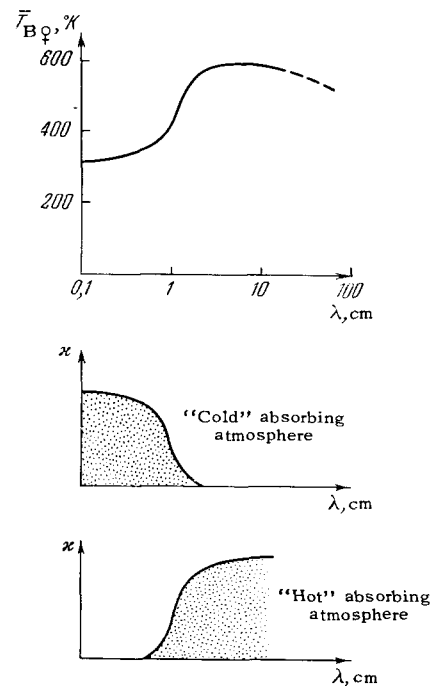 T̄B♀, °K
600
400
200
0,1
1
10
100
λ, cm
ϰ
"Cold" absorbing
atmosphere
λ, cm
ϰ
"Hot" absorbing
atmosphere
λ, cm